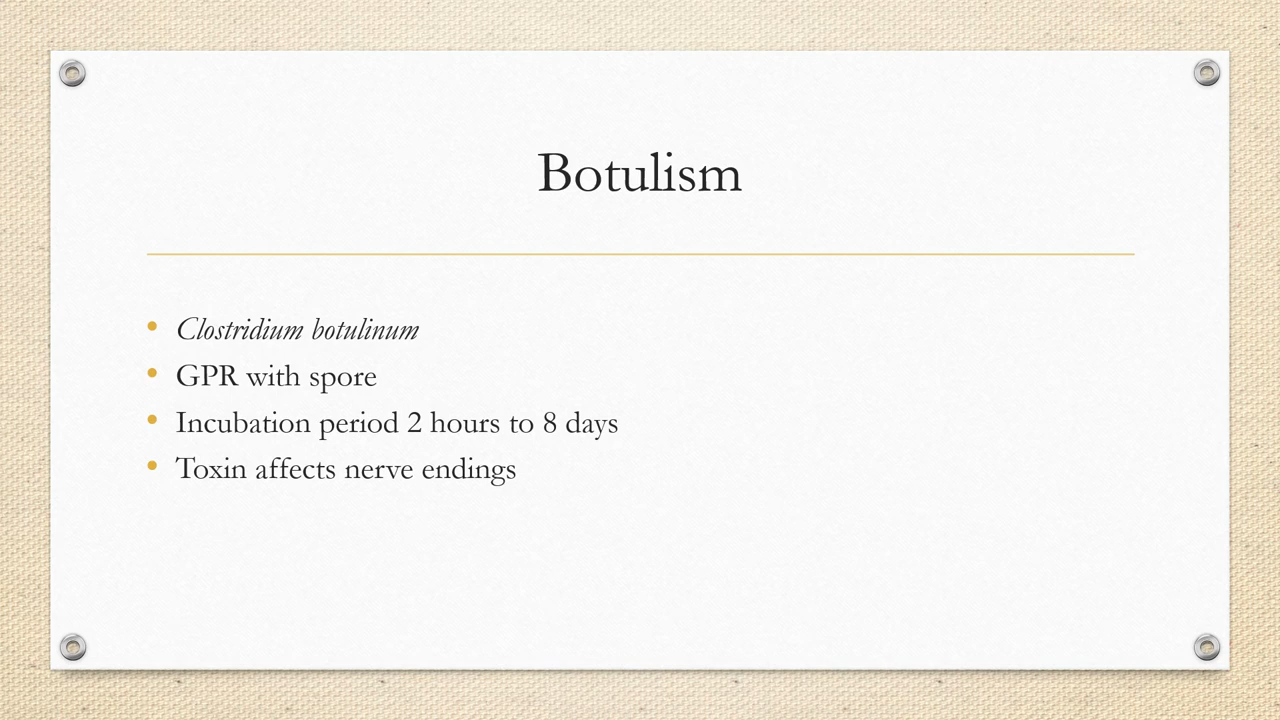 Botulism
• Clostridium botulinum
• GPR with spore
• Incubation period 2 hours to 8 days
• Toxin affects nerve endings